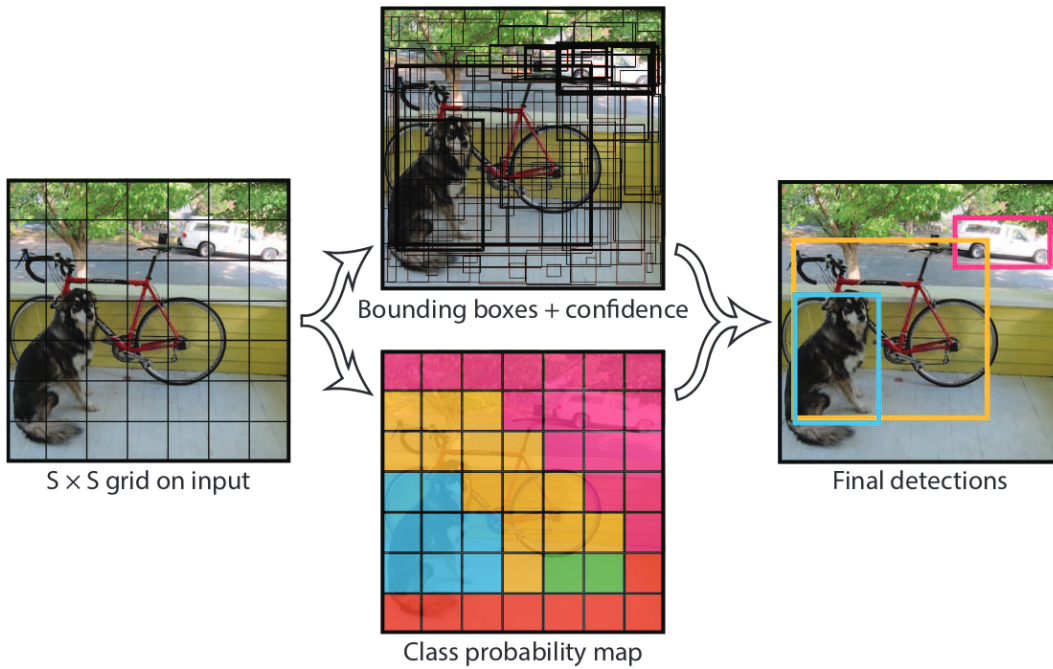 Bounding boxes + confidence
S × S grid on input
Final detections
Class probability map